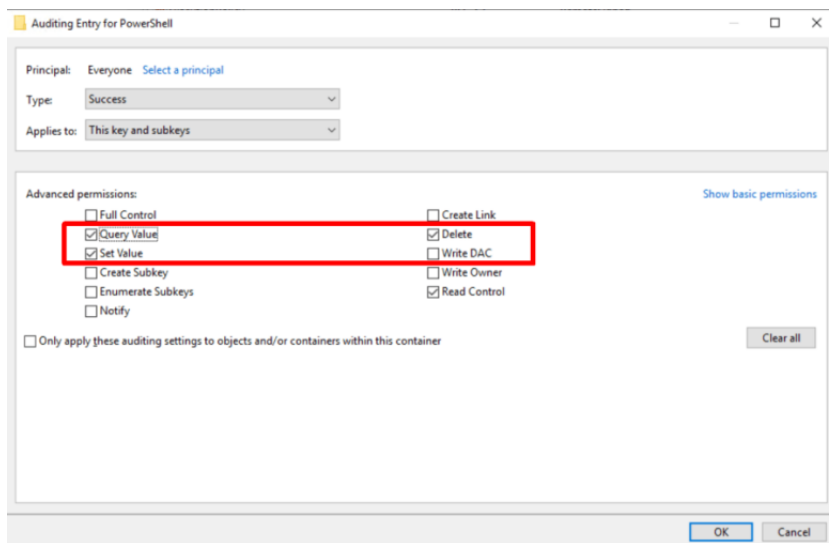 Auditing Entry for PowerShell
Principal: Everyone Select a principal
Type: Success
Applies to: This key and subkeys
Advanced permissions: Show basic permissions
Full Control Create Link
Query Value Delete
Set Value Write DAC
Create Subkey Write Owner
Enumerate Subkeys Read Control
Notify
Only apply these auditing settings to objects and/or containers within this container
Clear all
OK Cancel